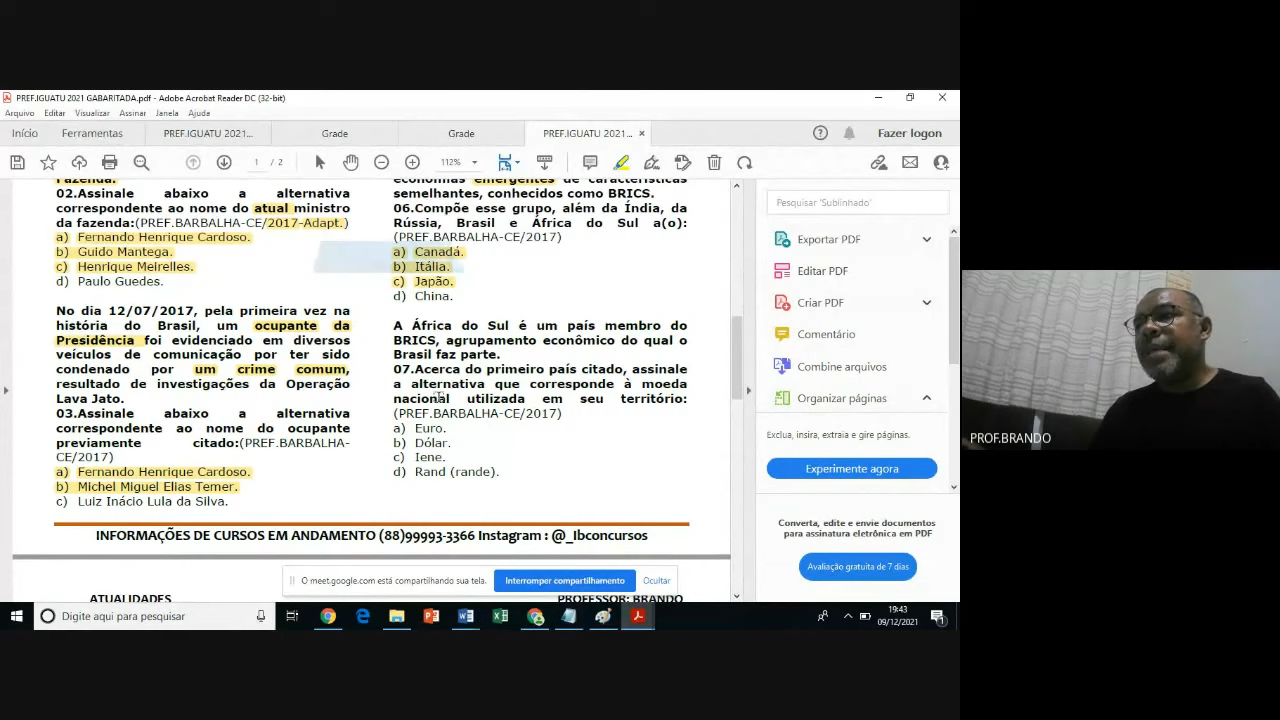 PREF.IGUATU 2021 GABARITADA.pdf - Adobe Acrobat Reader DC (32-bit)
Arquivo Editar Visualizar Assinar Janela Ajuda
Início Ferramentas PREF.IGUATU 2021... Grade Grade PREF.IGUATU 2021... × Fazer logon
1 / 2 112%
Fazenda.
02.Assinale abaixo a alternativa
correspondente ao nome do atual ministro
da fazenda:(PREF.BARBALHA-CE/2017-Adapt.)
a) Fernando Henrique Cardoso.
b) Guido Mantega.
c) Henrique Meirelles.
d) Paulo Guedes.
No dia 12/07/2017, pela primeira vez na
história do Brasil, um ocupante da
Presidência foi evidenciado em diversos
veículos de comunicação por ter sido
condenado por um crime comum,
resultado de investigações da Operação
Lava Jato.
03.Assinale abaixo a alternativa
correspondente ao nome do ocupante
previamente citado:(PREF.BARBALHA-
CE/2017)
a) Fernando Henrique Cardoso.
b) Michel Miguel Elias Temer.
c) Luiz Inácio Lula da Silva.
economias emergentes de características
semelhantes, conhecidos como BRICS.
06.Compõe esse grupo, além da Índia, da
Rússia, Brasil e África do Sul a(o):
(PREF.BARBALHA-CE/2017)
a) Canadá.
b) Itália.
c) Japão.
d) China.
A África do Sul é um país membro do
BRICS, agrupamento econômico do qual o
Brasil faz parte.
07.Acerca do primeiro país citado, assinale
a alternativa que corresponde à moeda
nacional utilizada em seu território:
(PREF.BARBALHA-CE/2017)
a) Euro.
b) Dólar.
c) Iene.
d) Rand (rande).
INFORMAÇÕES DE CURSOS EM ANDAMENTO (88)99993-3366 Instagram : @_lbconcursos
ATUALIDADES PROFESSOR: BRANDO
O meet.google.com está compartilhando sua tela. Interromper compartilhamento Ocultar
Pesquisar 'Sublinhado'
Exportar PDF
Editar PDF
Criar PDF
Comentário
Combine arquivos
Organizar páginas
Exclua, insira, extraia e gire páginas.
Experimente agora
Converta, edite e envie documentos
para assinatura eletrônica em PDF
Avaliação gratuita de 7 dias
Digite aqui para pesquisar
19:43
09/12/2021
PROF.BRANDO